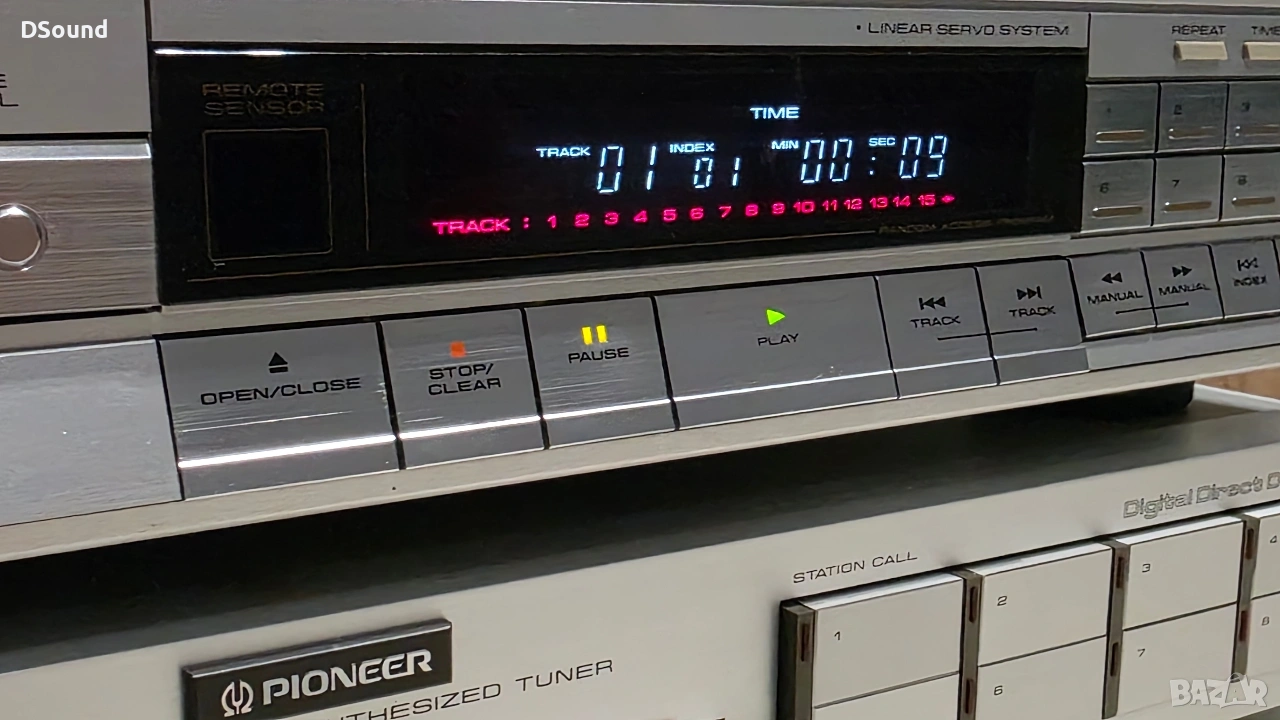 DSound
• LINEAR SERVO SYSTEM
REPEAT
REMOTE
SENSOR
TIME
TRACK 01 INDEX 01 MIN 00 : SEC 09
TRACK : 1 2 3 4 5 6 7 8 9 10 11 12 13 14 15
1 2 3
6 7 8
OPEN/CLOSE
STOP/
CLEAR
PAUSE
PLAY
TRACK
TRACK
MANUAL
MANUAL
INDEX
Digital Direct D
STATION CALL
1 2 3 4
6 7 8
PIONEER
THESIZED TUNER
BAZAR